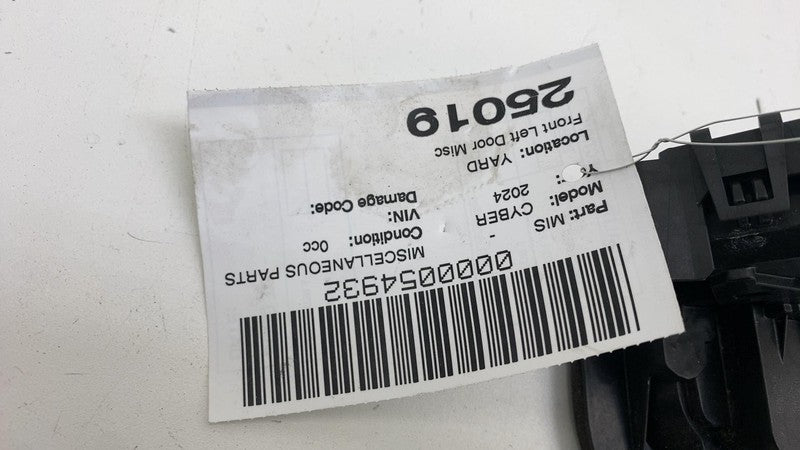 0000054932
Part: MIS - MISCELLANEOUS PARTS
Model: CYBER Condition: 0cc
2024 VIN:
Damage Code:
Location: YARD
Front Left Door Misc
25019